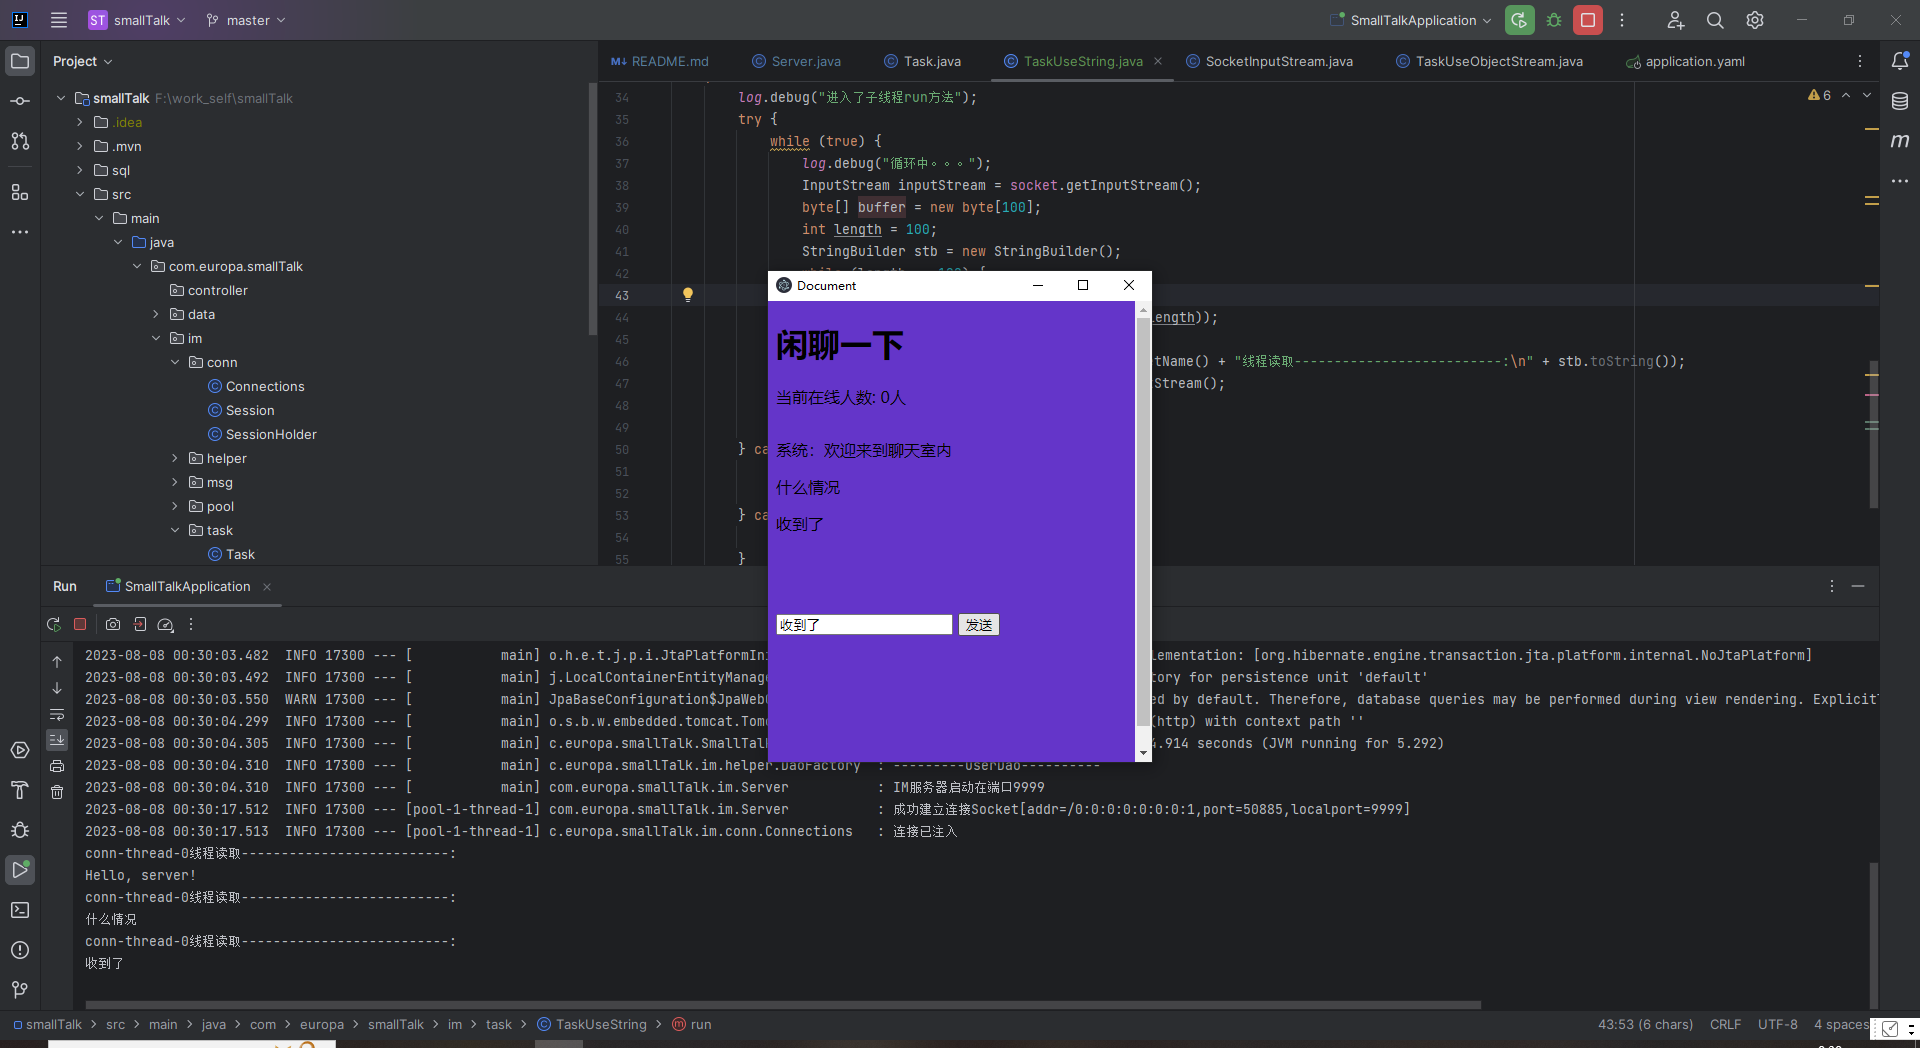 ST smallTalk master SmallTalkApplication
Project
README.md Server.java Task.java TaskUseString.java SocketInputStream.java TaskUseObjectStream.java application.yaml
smallTalk F:\work_self\smallTalk
.idea
.mvn
sql
src
main
java
com.europa.smallTalk
controller
data
im
conn
Connections
Session
SessionHolder
helper
msg
pool
task
Task
6
34 log.debug("进入了子线程run方法");
35 try {
36 while (true) {
37 log.debug("循环中。。。");
38 InputStream inputStream = socket.getInputStream();
39 byte[] buffer = new byte[100];
40 int length = 100;
41 StringBuilder stb = new StringBuilder();
42
43
44 length));
45
46 tName() + "线程读取--------------------------:\n" + stb.toString());
47 Stream();
48
49
50 } ca
51
52
53 } ca
54
55 }
Document
闲聊一下
当前在线人数: 0人
系统：欢迎来到聊天室内
什么情况
收到了
收到了 发送
Run SmallTalkApplication
2023-08-08 00:30:03.482 INFO 17300 --- [ main] o.h.e.t.j.p.i.JtaPlatformIn lementation: [org.hibernate.engine.transaction.jta.platform.internal.NoJtaPlatform]
2023-08-08 00:30:03.492 INFO 17300 --- [ main] j.LocalContainerEntityManage tory for persistence unit 'default'
2023-08-08 00:30:03.550 WARN 17300 --- [ main] JpaBaseConfiguration$JpaWeb ed by default. Therefore, database queries may be performed during view rendering. Explicit
2023-08-08 00:30:04.299 INFO 17300 --- [ main] o.s.b.w.embedded.tomcat.Tom (http) with context path ''
2023-08-08 00:30:04.305 INFO 17300 --- [ main] c.europa.smallTalk.SmallTal 4.914 seconds (JVM running for 5.292)
2023-08-08 00:30:04.310 INFO 17300 --- [ main] c.europa.smallTalk.im.helper.DaoFactory : ---------UserDao----------
2023-08-08 00:30:04.310 INFO 17300 --- [ main] com.europa.smallTalk.im.Server : IM服务器启动在端口9999
2023-08-08 00:30:17.512 INFO 17300 --- [pool-1-thread-1] com.europa.smallTalk.im.Server : 成功建立连接Socket[addr=/0:0:0:0:0:0:0:1,port=50885,localport=9999]
2023-08-08 00:30:17.513 INFO 17300 --- [pool-1-thread-1] c.europa.smallTalk.im.conn.Connections : 连接已注入
conn-thread-0线程读取--------------------------:
Hello, server!
conn-thread-0线程读取--------------------------:
什么情况
conn-thread-0线程读取--------------------------:
收到了
smallTalk > src > main > java > com > europa > smallTalk > im > task > TaskUseString > run 43:53 (6 chars) CRLF UTF-8 4 spaces